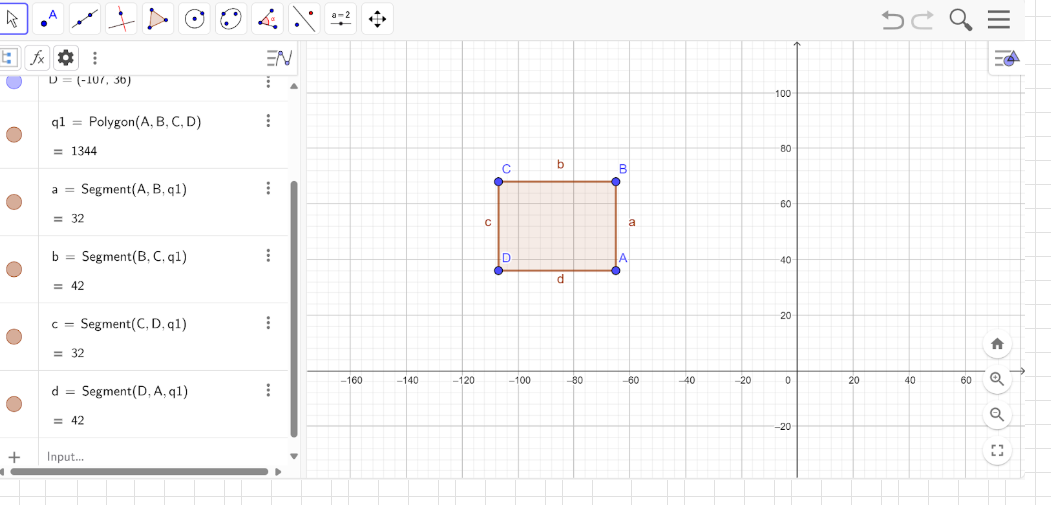 A
α
a=2
fx
D = (-107, 36)
q1 = Polygon(A, B, C, D)
= 1344
a = Segment(A, B, q1)
= 32
b = Segment(B, C, q1)
= 42
c = Segment(C, D, q1)
= 32
d = Segment(D, A, q1)
= 42
+ Input...
100
80
60
40
20
-20
-160 -140 -120 -100 -80 -60 -40 -20 0 20 40 60
C b B
c a
D A
d